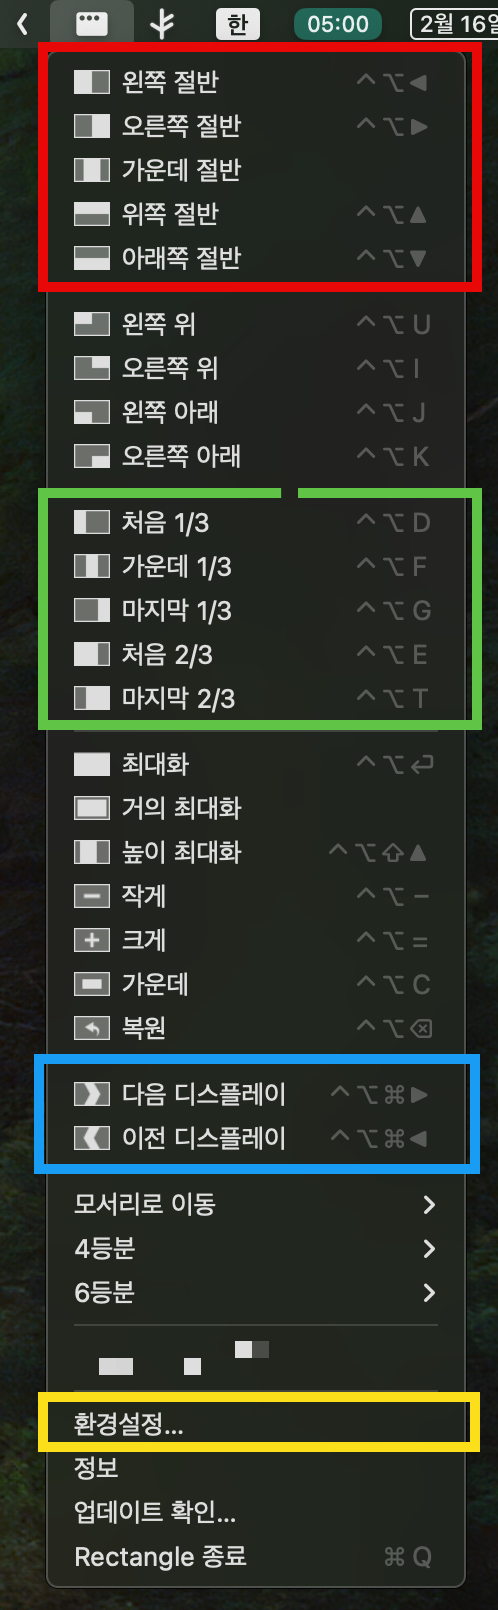 한 05:00 2월 16일
왼쪽 절반 ^⌥◀
오른쪽 절반 ^⌥▶
가운데 절반
위쪽 절반 ^⌥▲
아래쪽 절반 ^⌥▼
왼쪽 위 ^⌥U
오른쪽 위 ^⌥I
왼쪽 아래 ^⌥J
오른쪽 아래 ^⌥K
처음 1/3 ^⌥D
가운데 1/3 ^⌥F
마지막 1/3 ^⌥G
처음 2/3 ^⌥E
마지막 2/3 ^⌥T
최대화 ^⌥↩
거의 최대화
높이 최대화 ^⌥⇧▲
작게 ^⌥−
크게 ^⌥=
가운데 ^⌥C
복원 ^⌥⌫
다음 디스플레이 ^⌥⌘▶
이전 디스플레이 ^⌥⌘◀
모서리로 이동
4등분
6등분
환경설정...
정보
업데이트 확인...
Rectangle 종료 ⌘Q